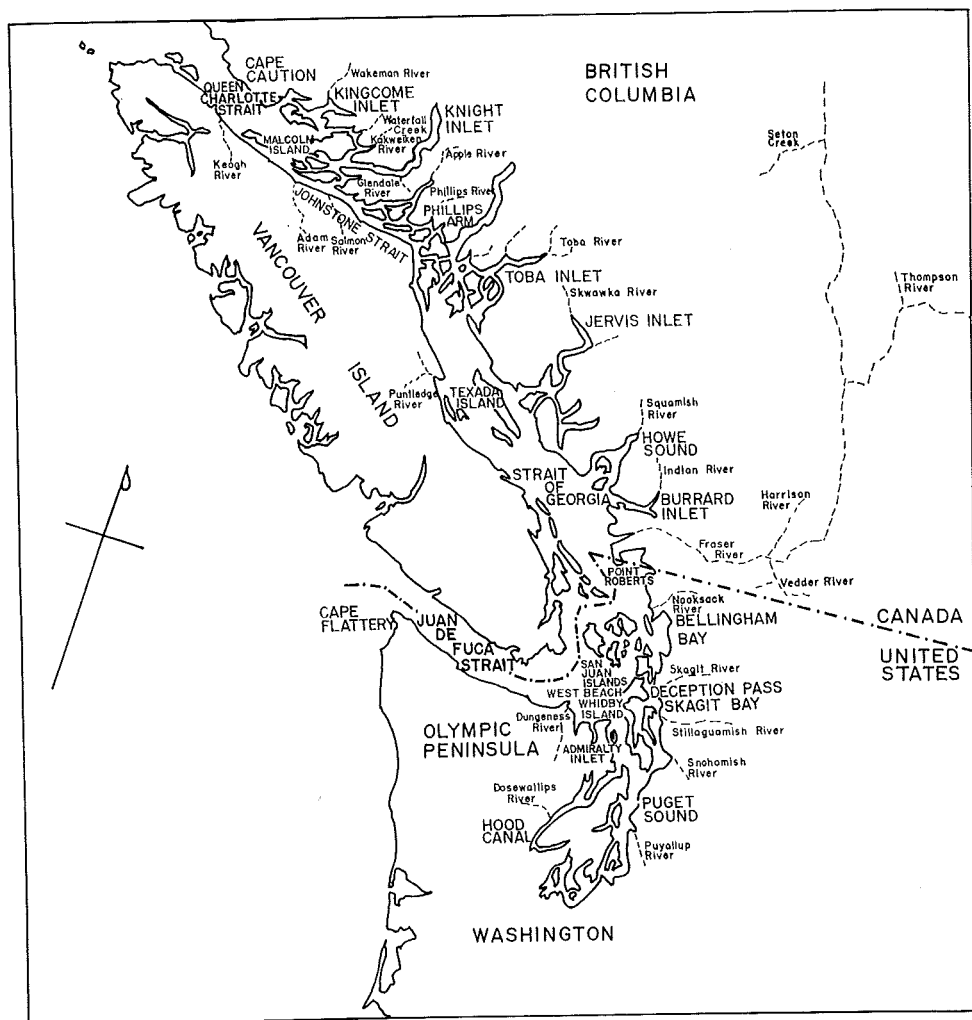 BRITISH
COLUMBIA
CAPE
CAUTION
Wakeman River
QUEEN
CHARLOTTE
STRAIT
KINGCOME
INLET
Waterfall
Creek
KNIGHT
INLET
MALCOLM
ISLAND
Kakweiken
River
Apple River
Keogh
River
Glendale
River
Phillips River
PHILLIPS
ARM
JOHNSTONE STRAIT
Adam
River
Salmon
River
Toba River
TOBA INLET
Skwawka River
JERVIS INLET
Seton
Creek
Thompson
River
VANCOUVER
ISLAND
Puntledge
River
TEXADA
ISLAND
Squamish
River
HOWE
SOUND
STRAIT
OF
GEORGIA
Indian River
BURRARD
INLET
Harrison
River
Fraser
River
POINT
ROBERTS
Vedder River
Nooksack
River
CANADA
UNITED
STATES
CAPE
FLATTERY
JUAN
DE
FUCA
STRAIT
BELLINGHAM
BAY
SAN
JUAN
ISLANDS
Skagit River
WEST BEACH
WHIDBY
ISLAND
DECEPTION PASS
SKAGIT BAY
Dungeness
River
Stillaguamish River
OLYMPIC
PENINSULA
ADMIRALTY
INLET
Snohomish
River
Dosewallips
River
HOOD
CANAL
PUGET
SOUND
Puyallup
River
WASHINGTON